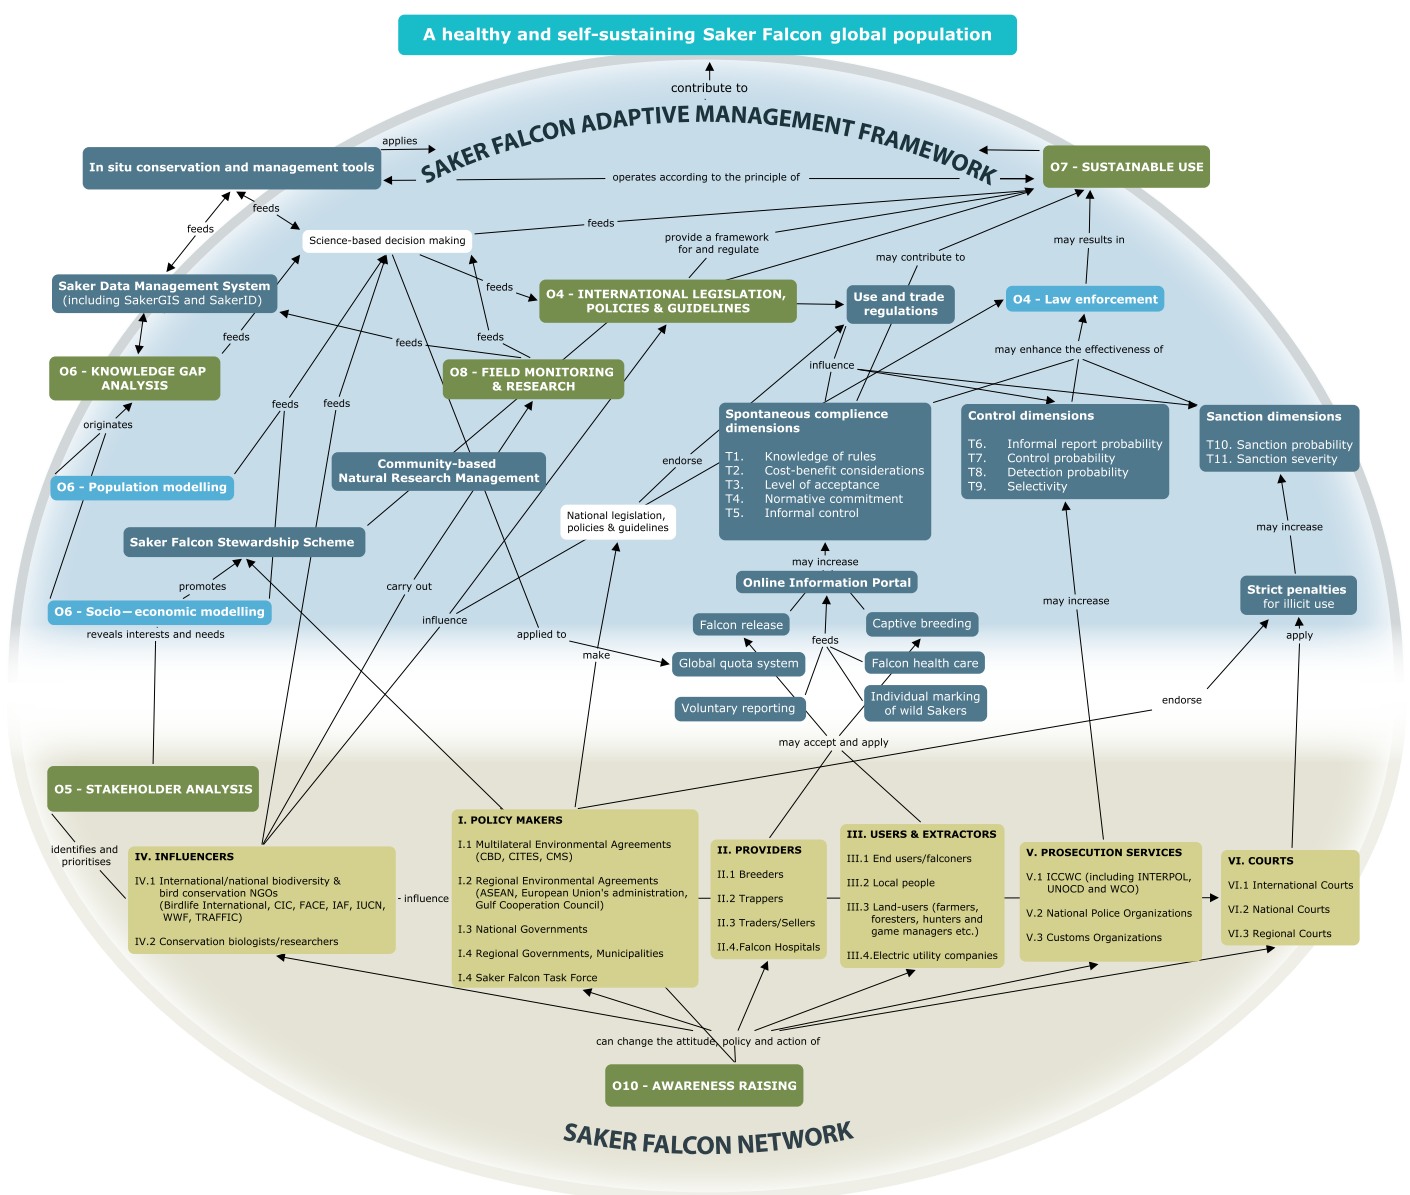 A healthy and self-sustaining Saker Falcon global population
contribute to
SAKER FALCON ADAPTIVE MANAGEMENT FRAMEWORK
applies
In situ conservation and management tools
operates according to the principle of
O7 - SUSTAINABLE USE
feeds
feeds
Science-based decision making
feeds
provide a framework
for and regulate
may contribute to
may results in
Saker Data Management System
(including SakerGIS and SakerID)
feeds
O4 - INTERNATIONAL LEGISLATION,
POLICIES & GUIDELINES
Use and trade
regulations
O4 - Law enforcement
feeds
feeds
feeds
may enhance the effectiveness of
influence
O6 - KNOWLEDGE GAP
ANALYSIS
O8 - FIELD MONITORING
& RESEARCH
originates
feeds
feeds
Spontaneous complience
dimensions
T1. Knowledge of rules
T2. Cost-benefit considerations
T3. Level of acceptance
T4. Normative commitment
T5. Informal control
Control dimensions
T6. Informal report probability
T7. Control probability
T8. Detection probability
T9. Selectivity
Sanction dimensions
T10. Sanction probability
T11. Sanction severity
endorse
Community-based
Natural Research Management
O6 - Population modelling
National legislation,
policies & guidelines
Saker Falcon Stewardship Scheme
may increase
may increase
Online Information Portal
promotes
carry out
Strict penalties
for illicit use
may increase
O6 - Socio—economic modelling
reveals interests and needs
influence
applied to
make
Falcon release
Captive breeding
feeds
apply
Global quota system
Falcon health care
Voluntary reporting
Individual marking
of wild Sakers
endorse
may accept and apply
O5 - STAKEHOLDER ANALYSIS
identifies and
prioritises
IV. INFLUENCERS
IV.1 International/national biodiversity &
bird conservation NGOs
(Birdlife International, CIC, FACE, IAF, IUCN,
WWF, TRAFFIC)
IV.2 Conservation biologists/researchers
- influence
I. POLICY MAKERS
I.1 Multilateral Environmental Agreements
(CBD, CITES, CMS)
I.2 Regional Environmental Agreements
(ASEAN, European Union's administration,
Gulf Cooperation Council)
I.3 National Governments
I.4 Regional Governments, Municipalities
I.4 Saker Falcon Task Force
II. PROVIDERS
II.1 Breeders
II.2 Trappers
II.3 Traders/Sellers
II.4.Falcon Hospitals
III. USERS & EXTRACTORS
III.1 End users/falconers
III.2 Local people
III.3 Land-users (farmers,
foresters, hunters and
game managers etc.)
III.4.Electric utility companies
V. PROSECUTION SERVICES
V.1 ICCWC (including INTERPOL,
UNOCD and WCO)
V.2 National Police Organizations
V.3 Customs Organizations
VI. COURTS
VI.1 International Courts
VI.2 National Courts
VI.3 Regional Courts
can change the attitude, policy and action of
O10 - AWARENESS RAISING
SAKER FALCON NETWORK